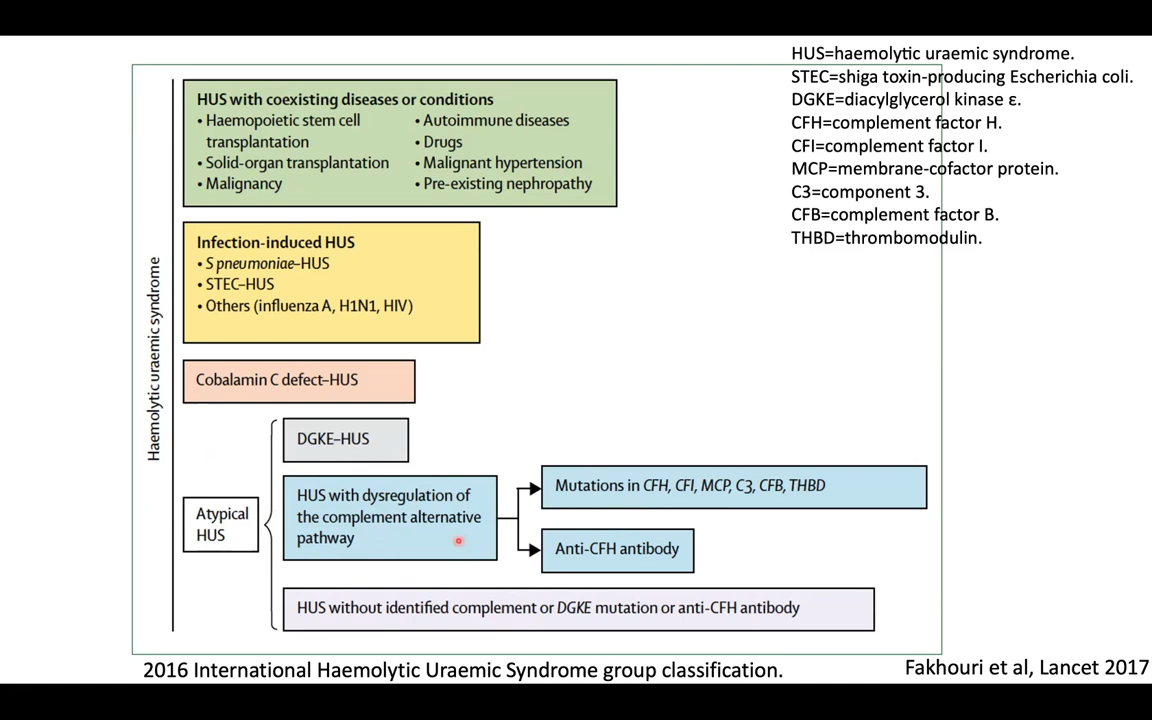 HUS=haemolytic uraemic syndrome.
STEC=shiga toxin-producing Escherichia coli.
DGKE=diacylglycerol kinase ε.
CFH=complement factor H.
CFI=complement factor I.
MCP=membrane-cofactor protein.
C3=component 3.
CFB=complement factor B.
THBD=thrombomodulin.
Haemolytic uraemic syndrome
HUS with coexisting diseases or conditions
• Haemopoietic stem cell
transplantation
• Solid-organ transplantation
• Malignancy
• Autoimmune diseases
• Drugs
• Malignant hypertension
• Pre-existing nephropathy
Infection-induced HUS
• S pneumoniae–HUS
• STEC–HUS
• Others (influenza A, H1N1, HIV)
Cobalamin C defect–HUS
Atypical
HUS
DGKE–HUS
HUS with dysregulation of
the complement alternative
pathway
Mutations in CFH, CFI, MCP, C3, CFB, THBD
Anti-CFH antibody
HUS without identified complement or DGKE mutation or anti-CFH antibody
2016 International Haemolytic Uraemic Syndrome group classification.
Fakhouri et al, Lancet 2017